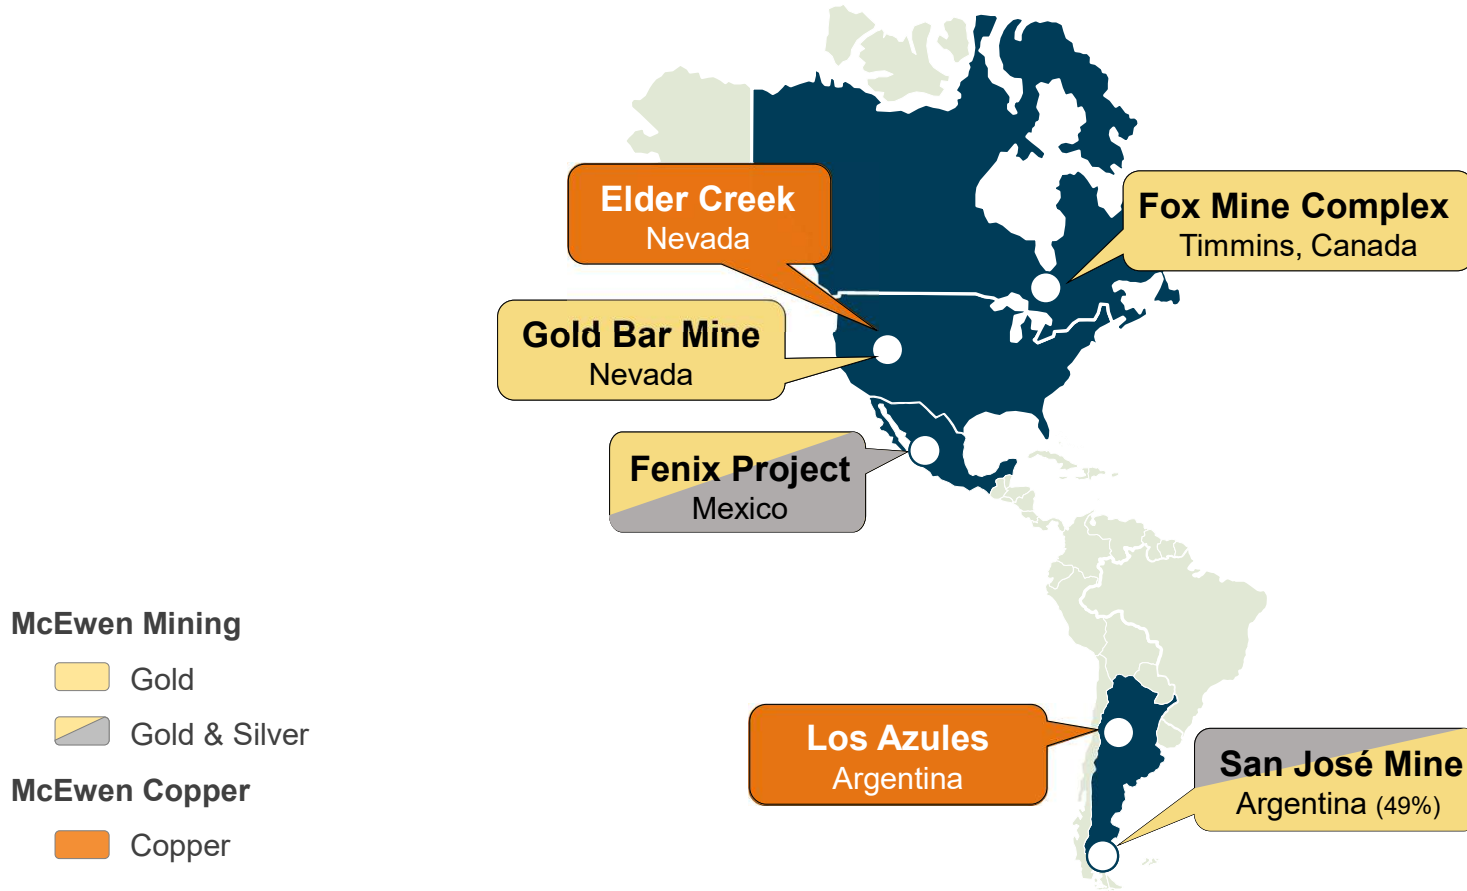 Elder Creek
Nevada
Fox Mine Complex
Timmins, Canada
Gold Bar Mine
Nevada
Fenix Project
Mexico
McEwen Mining
Gold
Gold & Silver
McEwen Copper
Copper
Los Azules
Argentina
San José Mine
Argentina (49%)